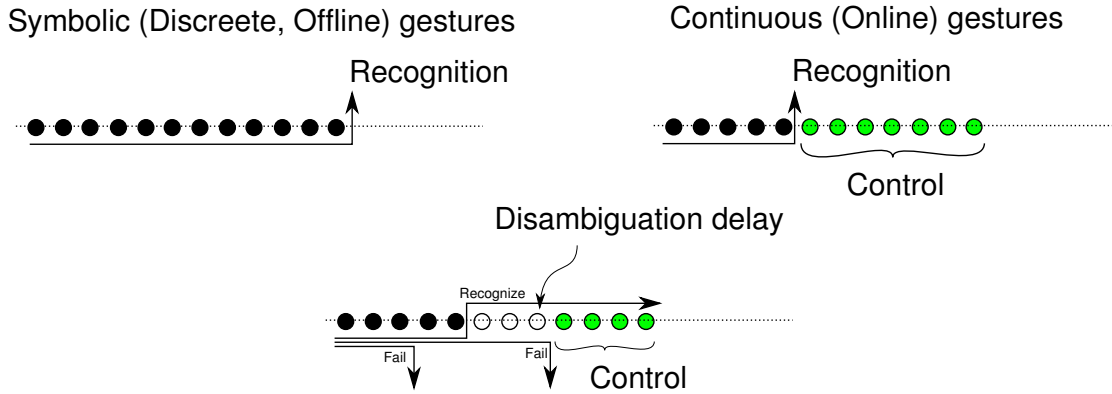 Symbolic (Discreete, Offline) gestures
Continuous (Online) gestures
Recognition
Recognition
Control
Disambiguation delay
Recognize
Fail
Fail
Control